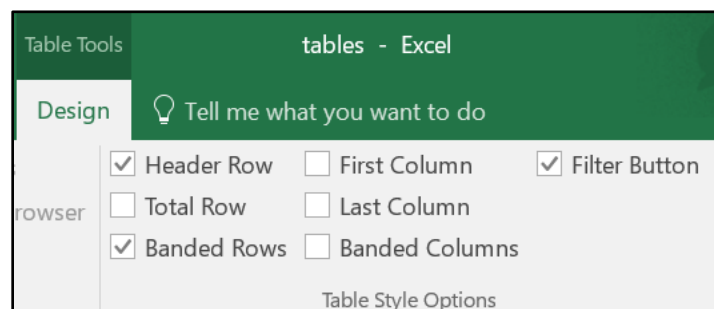 Table Tools tables - Excel
Design Tell me what you want to do
Header Row First Column Filter Button
rowser Total Row Last Column
Banded Rows Banded Columns
Table Style Options